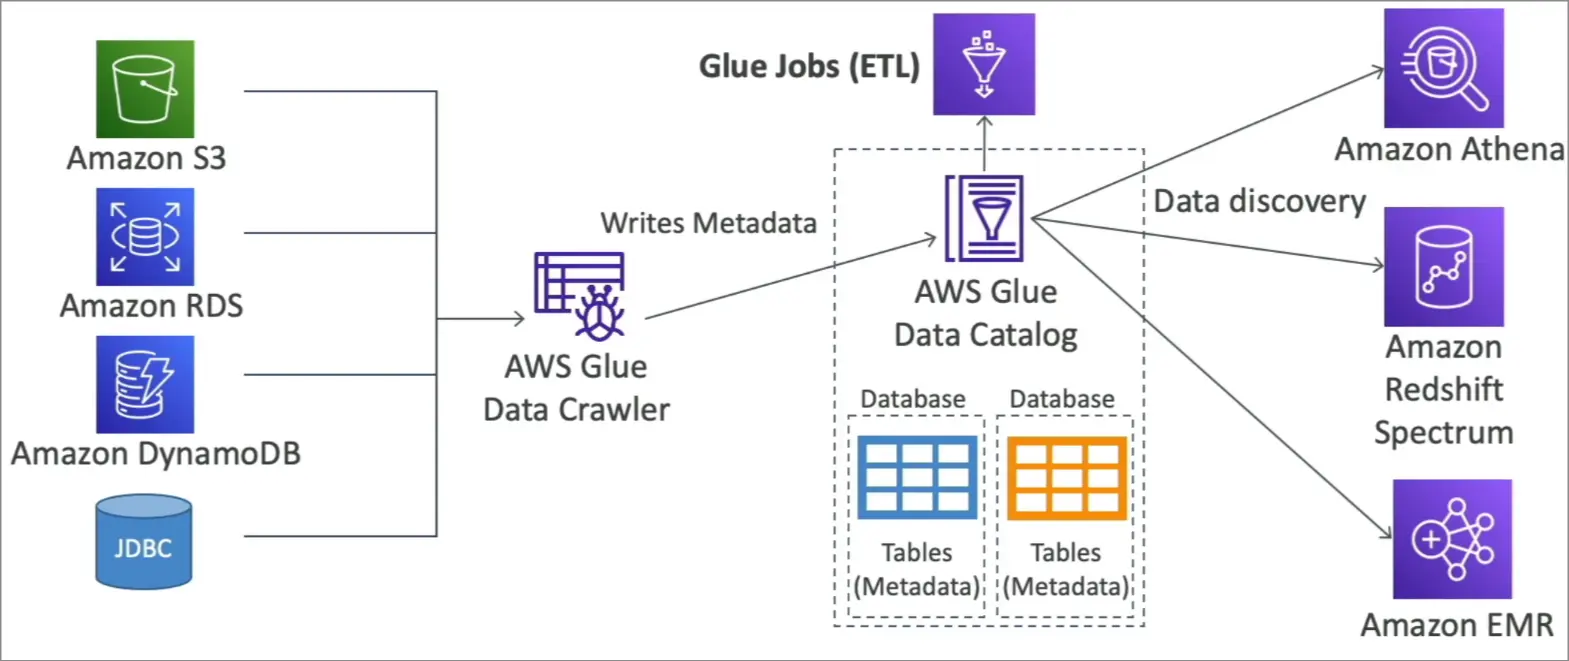 Amazon S3
Amazon RDS
Amazon DynamoDB
JDBC
AWS Glue
Data Crawler
Writes Metadata
Glue Jobs (ETL)
AWS Glue
Data Catalog
Database
Tables
(Metadata)
Database
Tables
(Metadata)
Data discovery
Amazon Athena
Amazon
Redshift
Spectrum
Amazon EMR